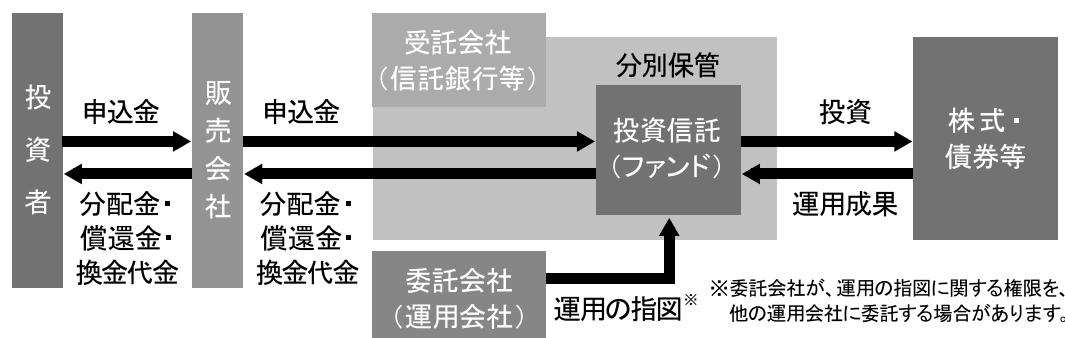 投資者
申込金
分配金・
償還金・
換金代金
販売会社
申込金
分配金・
償還金・
換金代金
受託会社
（信託銀行等）
分別保管
投資信託
（ファンド）
委託会社
（運用会社）
運用の指図※
投資
運用成果
株式・
債券等
※委託会社が、運用の指図に関する権限を、
他の運用会社に委託する場合があります。